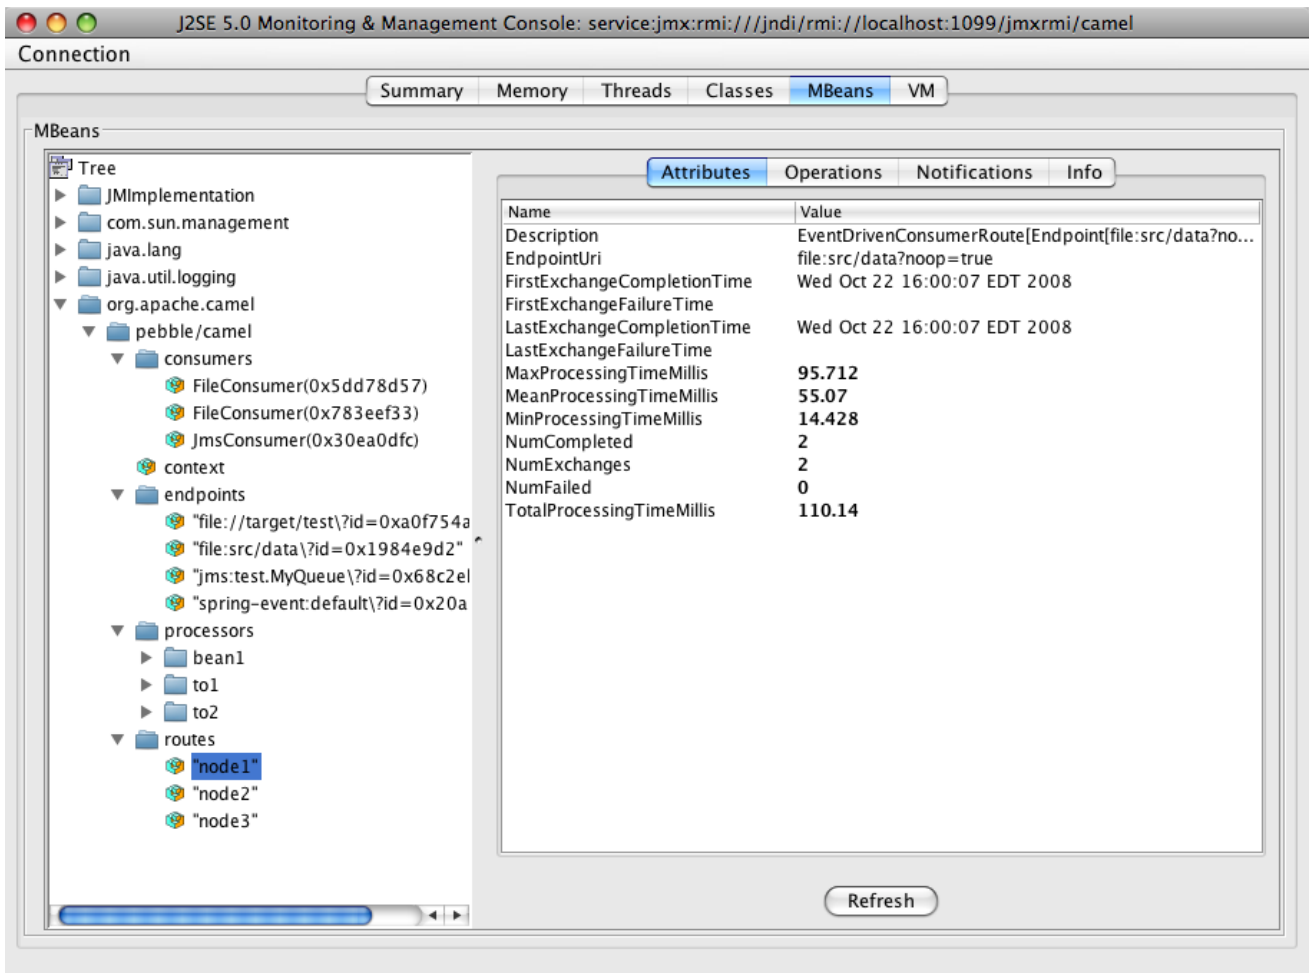 J2SE 5.0 Monitoring & Management Console: service:jmx:rmi:///jndi/rmi://localhost:1099/jmxrmi/camel
Connection
Summary Memory Threads Classes MBeans VM
MBeans
Tree
JMImplementation
com.sun.management
java.lang
java.util.logging
org.apache.camel
pebble/camel
consumers
FileConsumer(0x5dd78d57)
FileConsumer(0x783eef33)
JmsConsumer(0x30ea0dfc)
context
endpoints
"file://target/test\?id=0xa0f754a
"file:src/data\?id=0x1984e9d2"
"jms:test.MyQueue\?id=0x68c2el
"spring-event:default\?id=0x20a
processors
bean1
to1
to2
routes
"node1"
"node2"
"node3"
Attributes Operations Notifications Info
Name Value
Description EventDrivenConsumerRoute[Endpoint[file:src/data?no...
EndpointUri file:src/data?noop=true
FirstExchangeCompletionTime Wed Oct 22 16:00:07 EDT 2008
FirstExchangeFailureTime
LastExchangeCompletionTime Wed Oct 22 16:00:07 EDT 2008
LastExchangeFailureTime
MaxProcessingTimeMillis 95.712
MeanProcessingTimeMillis 55.07
MinProcessingTimeMillis 14.428
NumCompleted 2
NumExchanges 2
NumFailed 0
TotalProcessingTimeMillis 110.14
Refresh